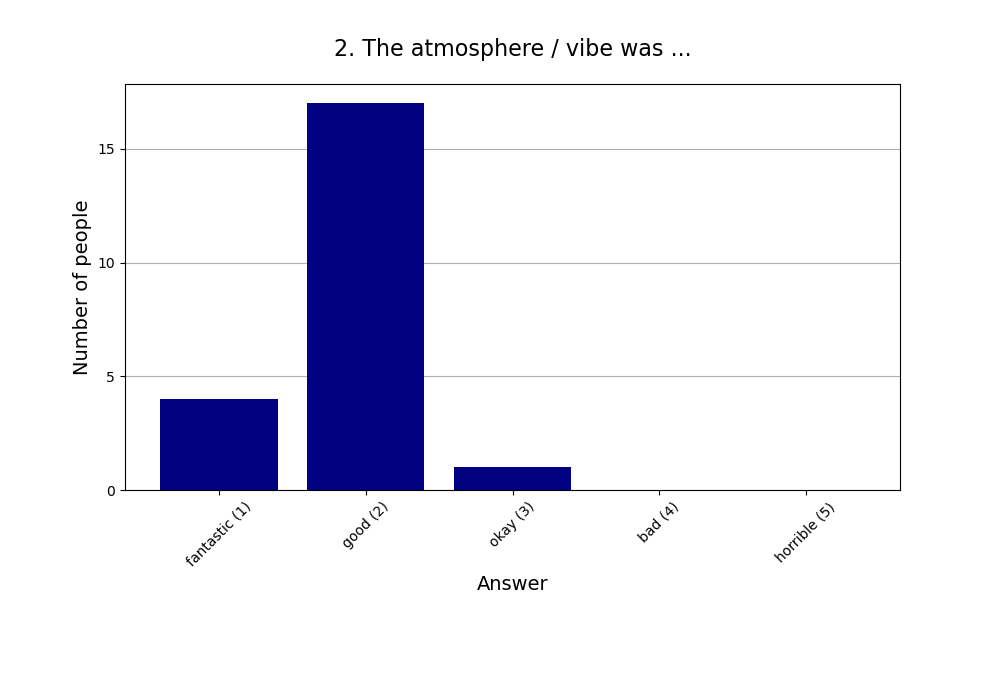 2. The atmosphere / vibe was ...
Number of people
15
10
5
0
fantastic (1)
good (2)
okay (3)
bad (4)
horrible (5)
Answer